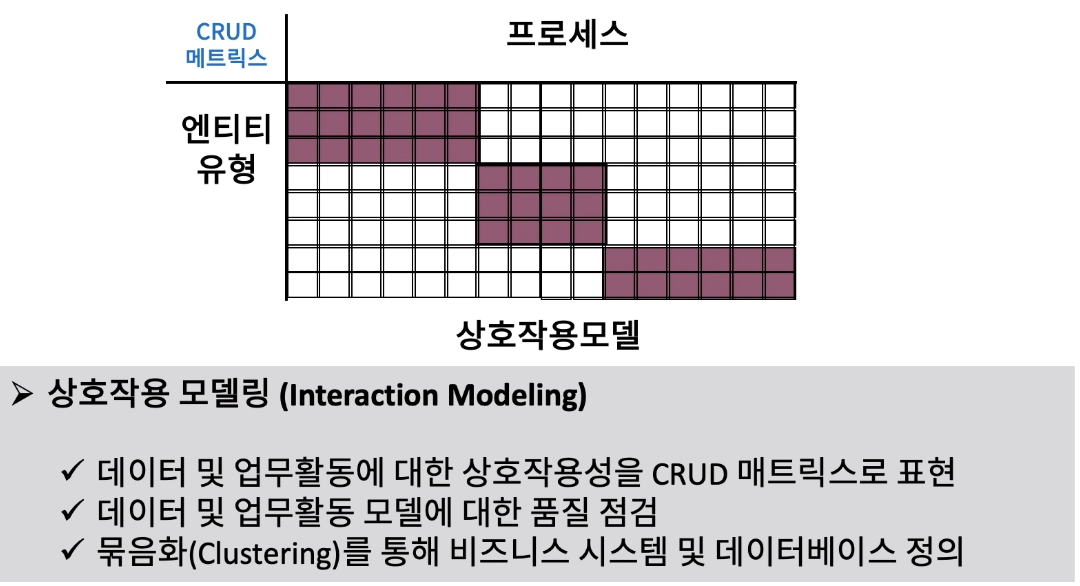 CRUD
메트릭스
프로세스
엔티티
유형
상호작용모델
➢ 상호작용 모델링 (Interaction Modeling)
✓ 데이터 및 업무활동에 대한 상호작용성을 CRUD 매트릭스로 표현
✓ 데이터 및 업무활동 모델에 대한 품질 점검
✓ 묶음화(Clustering)를 통해 비즈니스 시스템 및 데이터베이스 정의